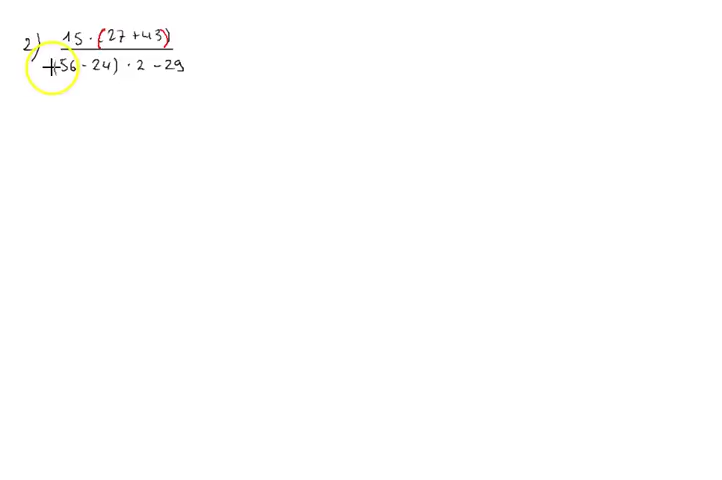 2) 15 · (27 + 43)
(56 - 24) · 2 - 29